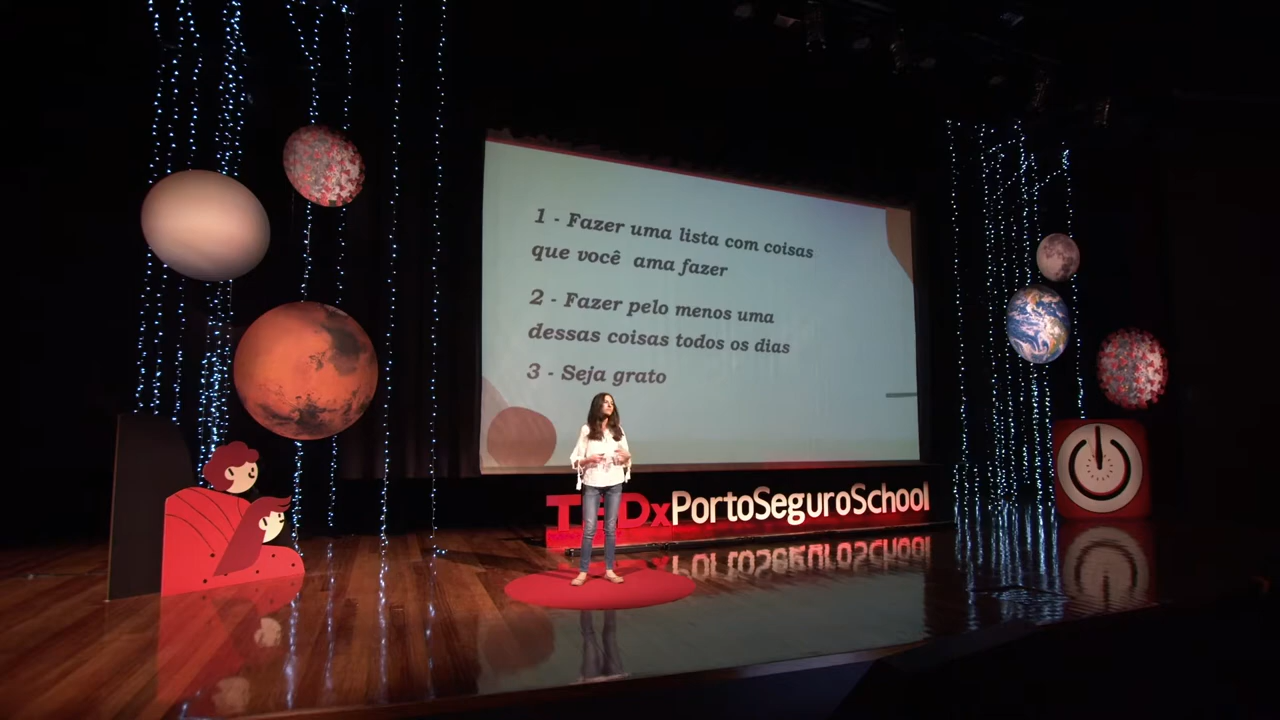 1 - Fazer uma lista com coisas
que você ama fazer
2 - Fazer pelo menos uma
dessas coisas todos os dias
3 - Seja grato
TEDxPortoSeguroSchool